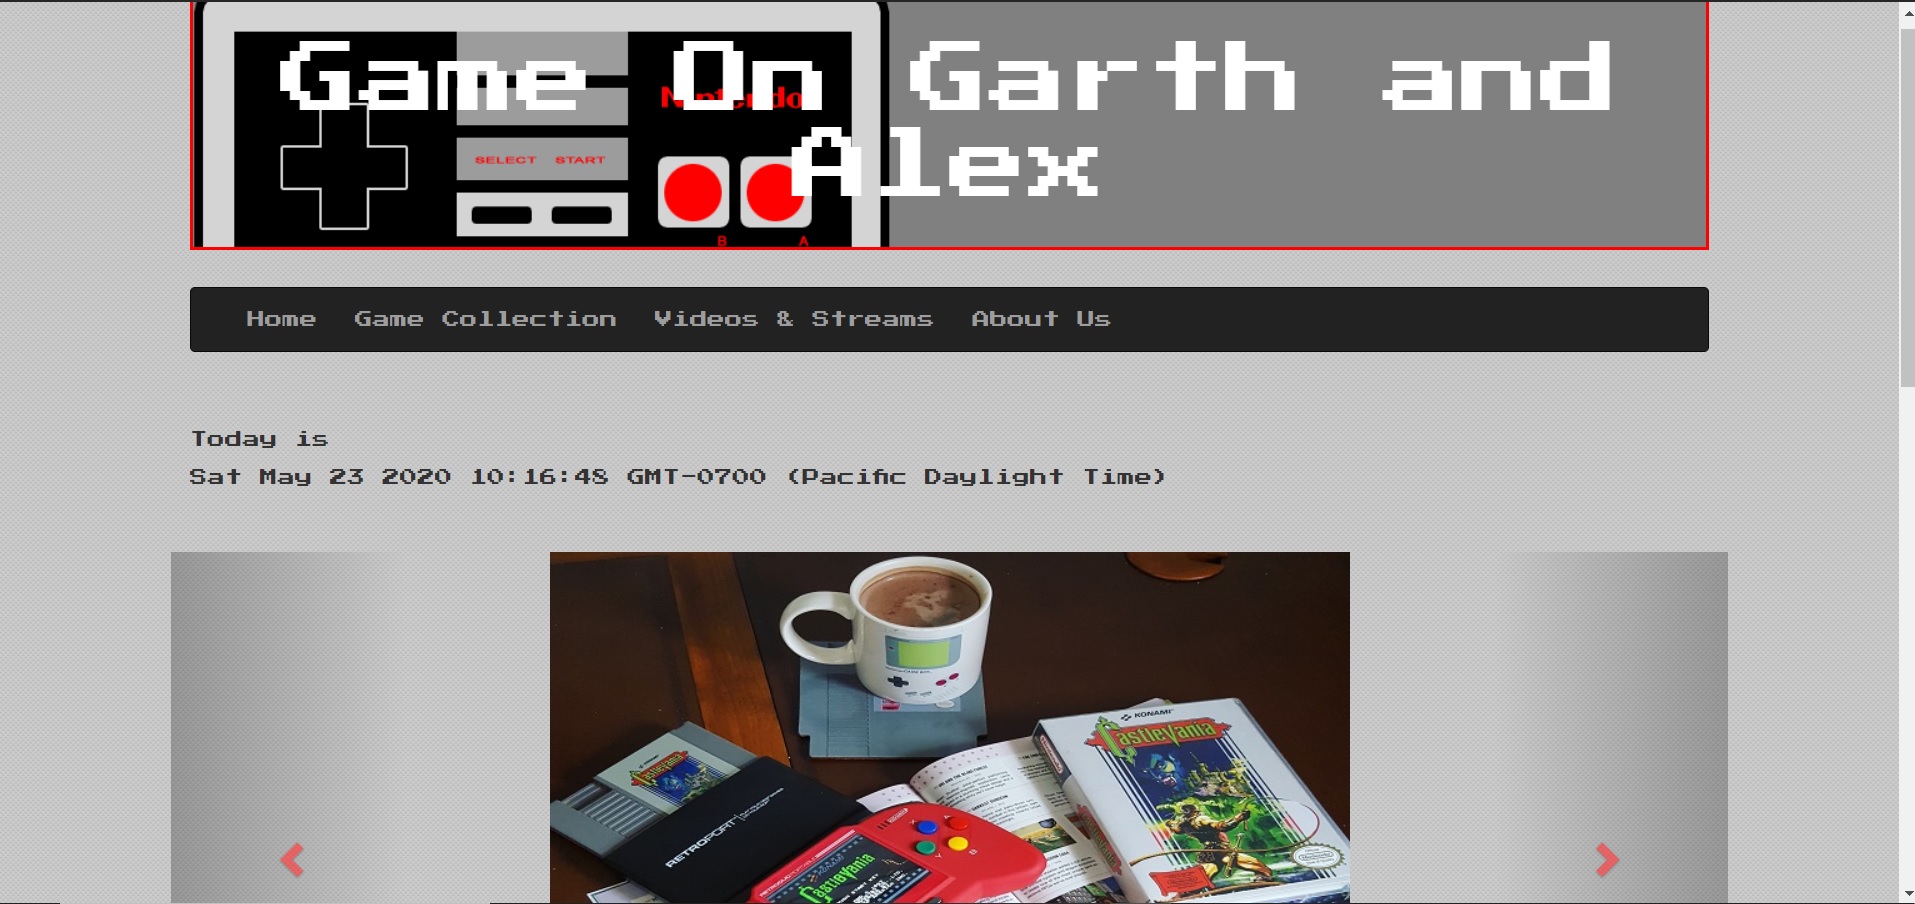 Game On Garth and
Alex
Nintendo
SELECT START
B A
Home Game Collection Videos & Streams About Us
Today is
Sat May 23 2020 10:16:48 GMT-0700 (Pacific Daylight Time)
KONAMI
Castlevania
Castlevania
RETROPORT
Castlevania
Y B